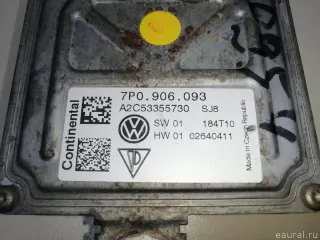 Continental
7P0.906.093
A2C53355730 SJ8
SW 01 184T10
HW 01 02640411
Made in Czech Republic
eaural.ru